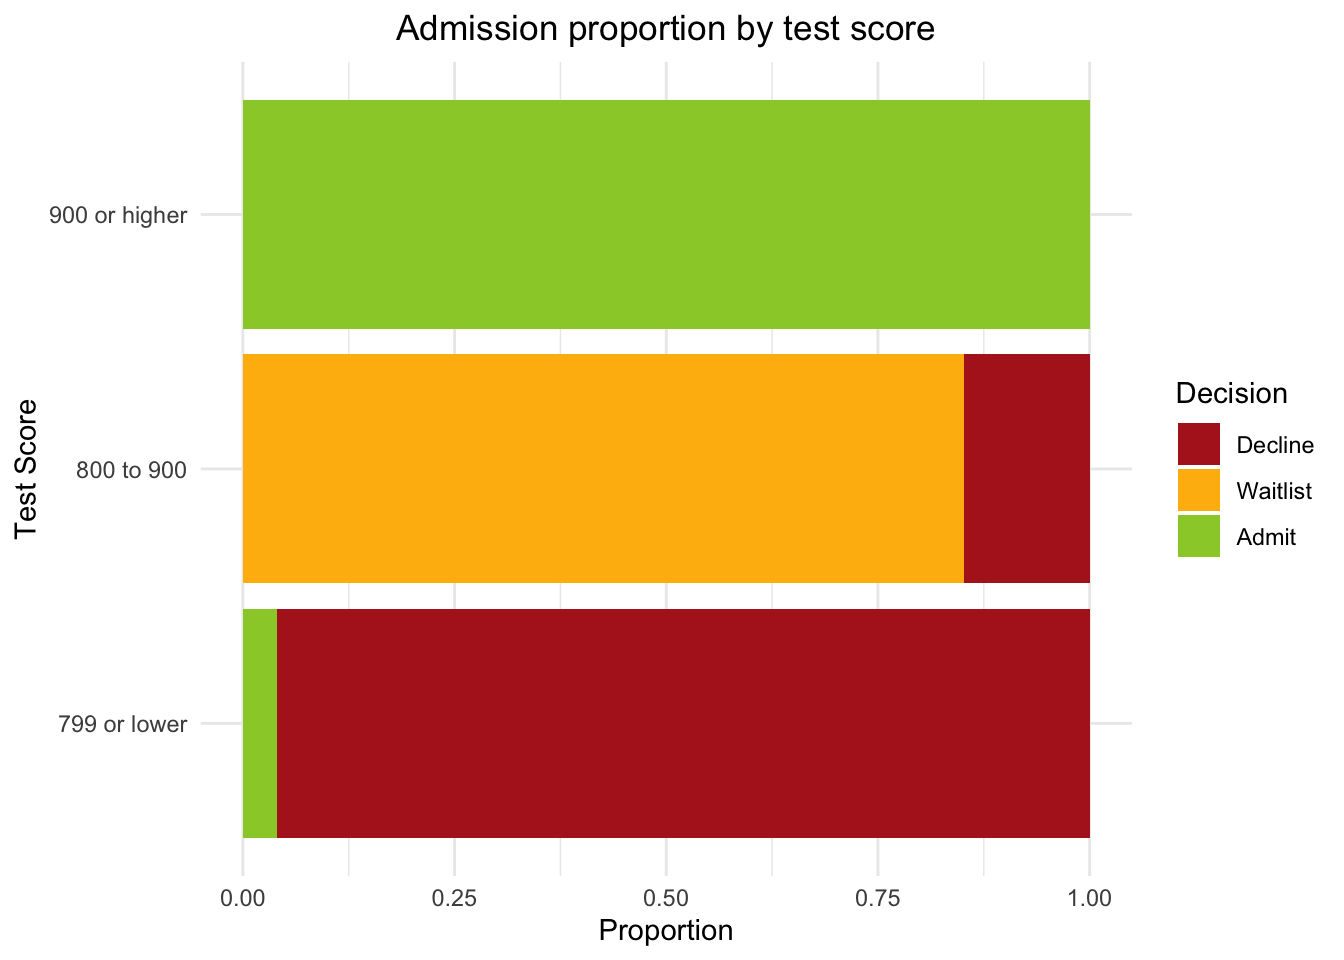 Admission proportion by test score
Test Score
900 or higher
800 to 900
799 or lower
0.00 0.25 0.50 0.75 1.00
Proportion
Decision
Decline
Waitlist
Admit